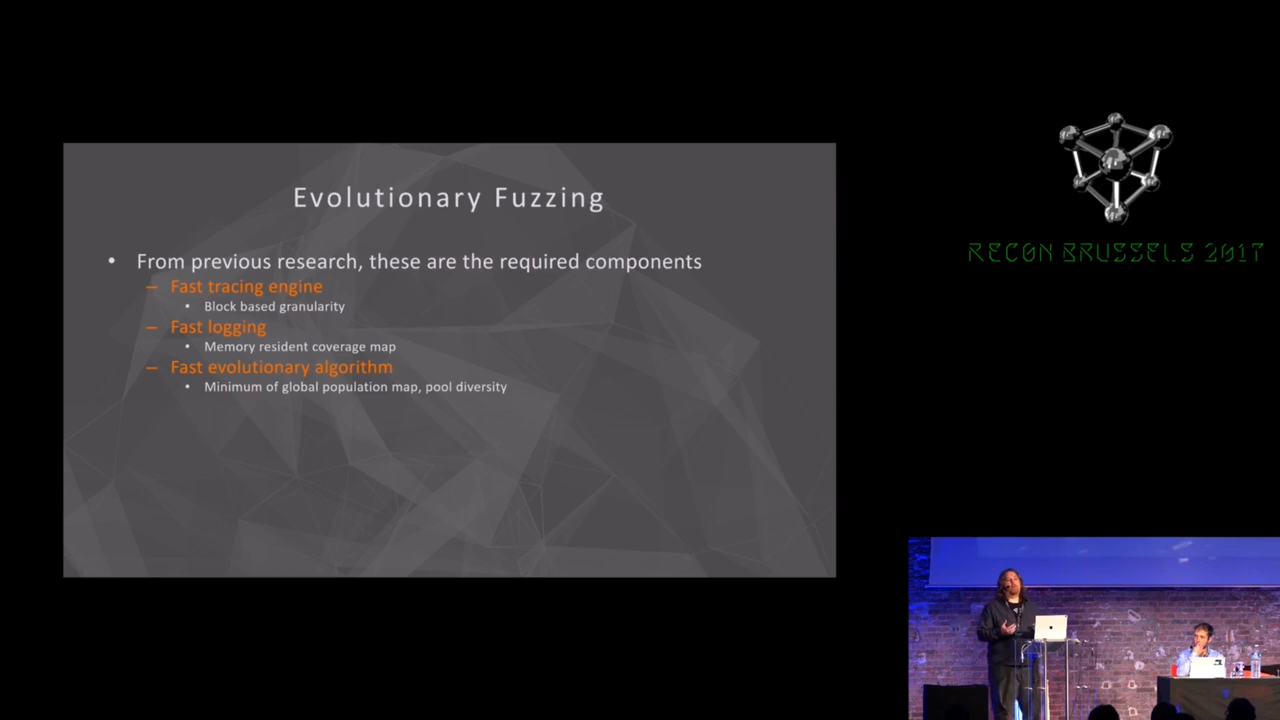 Evolutionary Fuzzing
• From previous research, these are the required components
– Fast tracing engine
• Block based granularity
– Fast logging
• Memory resident coverage map
– Fast evolutionary algorithm
• Minimum of global population map, pool diversity
RECON BRUSSELS 2017